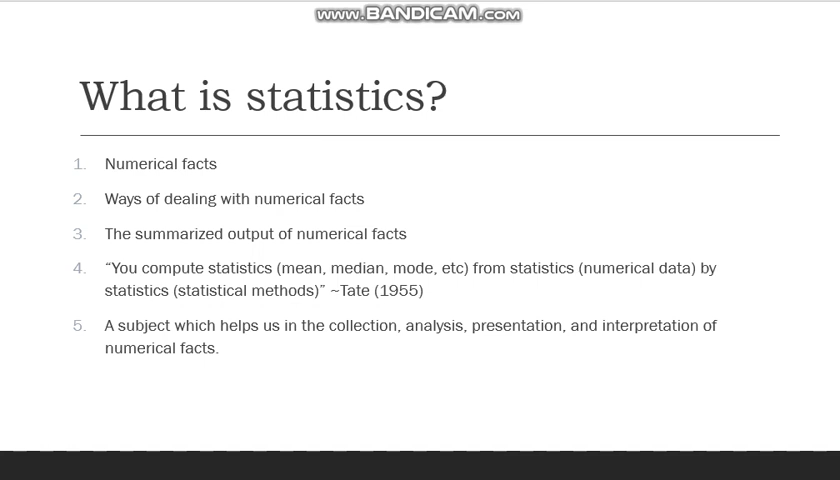 www.BANDICAM.com
What is statistics?
1. Numerical facts
2. Ways of dealing with numerical facts
3. The summarized output of numerical facts
4. “You compute statistics (mean, median, mode, etc) from statistics (numerical data) by
statistics (statistical methods)” ~Tate (1955)
5. A subject which helps us in the collection, analysis, presentation, and interpretation of
numerical facts.